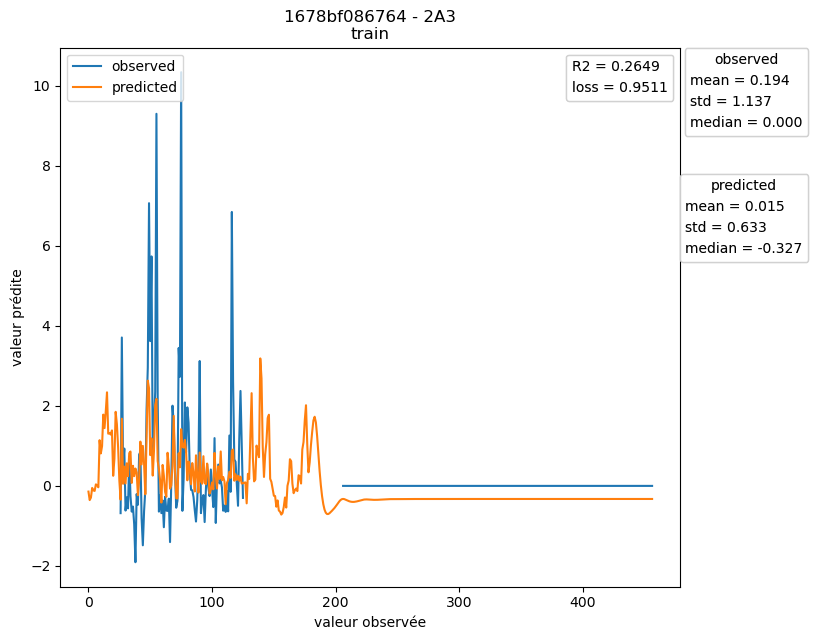 1678bf086764 - 2A3
train
observed
predicted
R2 = 0.2649
loss = 0.9511
observed
mean = 0.194
std = 1.137
median = 0.000
predicted
mean = 0.015
std = 0.633
median = -0.327
valeur prédite
10
8
6
4
2
0
−2
0
100
200
300
400
valeur observée